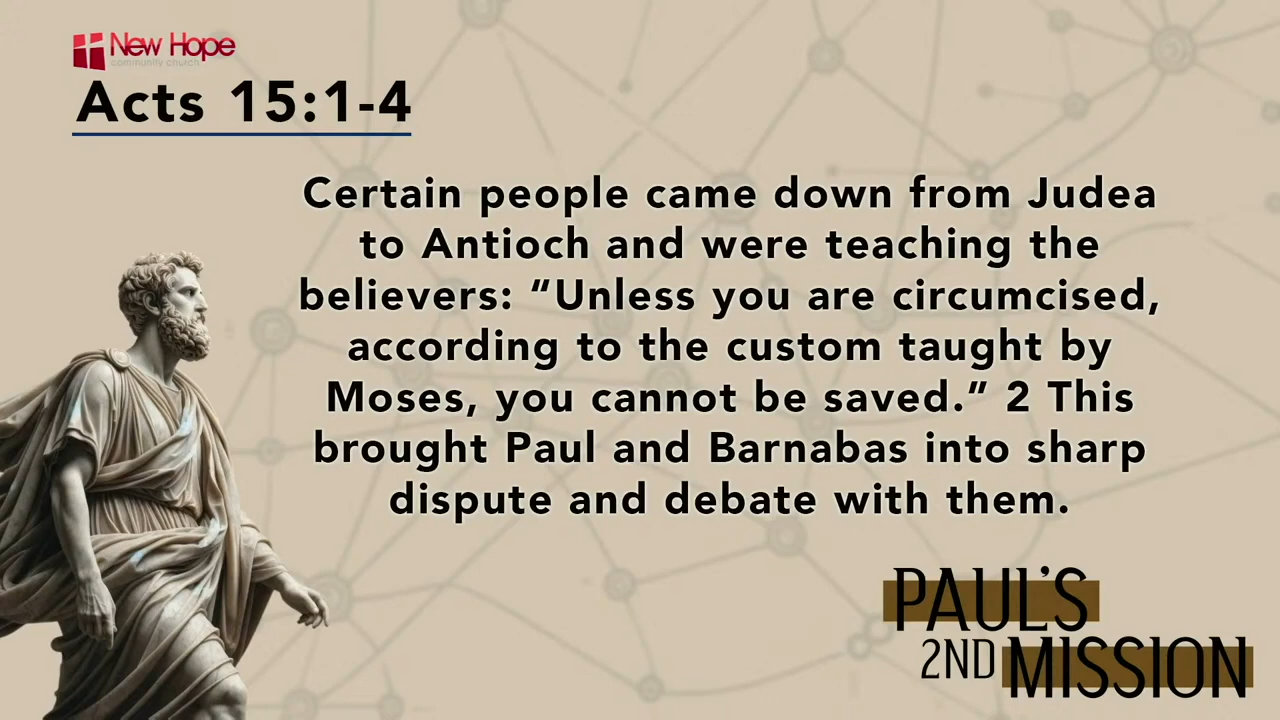 New Hope
community church
Acts 15:1-4
Certain people came down from Judea
to Antioch and were teaching the
believers: “Unless you are circumcised,
according to the custom taught by
Moses, you cannot be saved.” 2 This
brought Paul and Barnabas into sharp
dispute and debate with them.
PAUL'S
2ND MISSION